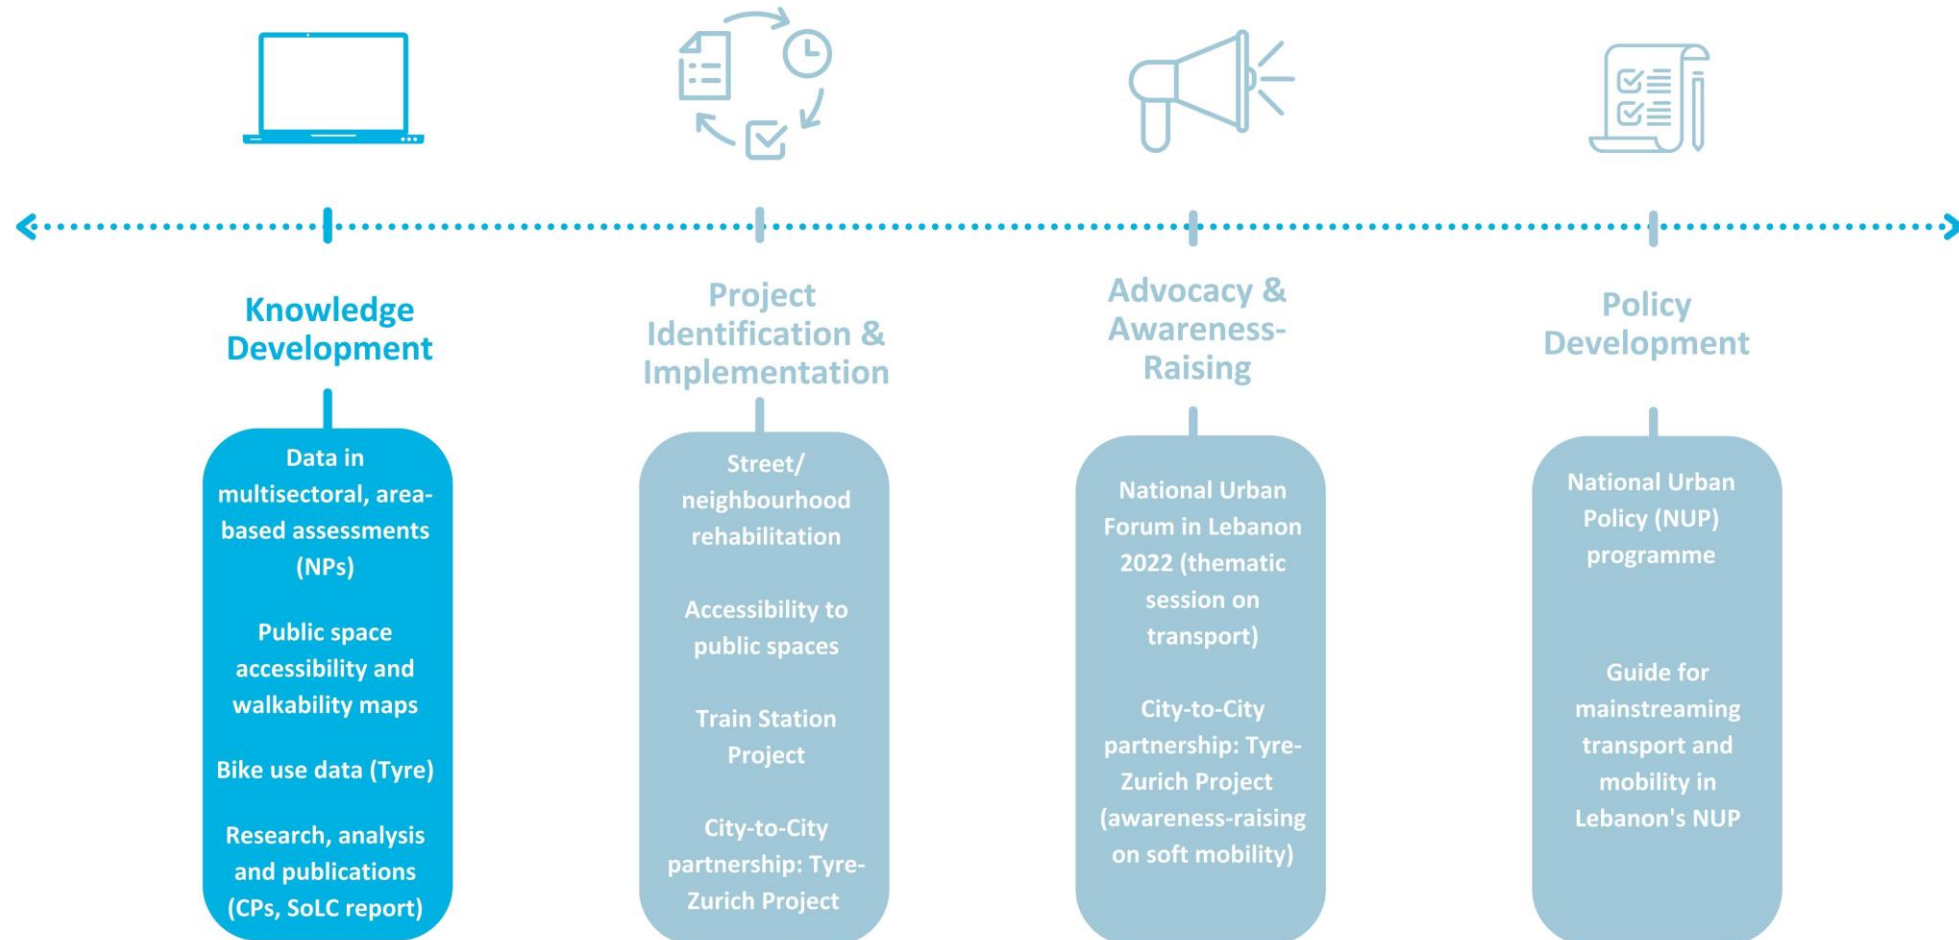 Knowledge
Development
Data in
multisectoral, area-
based assessments
(NPs)
Public space
accessibility and
walkability maps
Bike use data (Tyre)
Research, analysis
and publications
(CPs, SoLC report)
Project
Identification &
Implementation
Street/
neighbourhood
rehabilitation
Accessibility to
public spaces
Train Station
Project
City-to-City
partnership: Tyre-
Zurich Project
Advocacy &
Awareness-
Raising
National Urban
Forum in Lebanon
2022 (thematic
session on
transport)
City-to-City
partnership: Tyre-
Zurich Project
(awareness-raising
on soft mobility)
Policy
Development
National Urban
Policy (NUP)
programme
Guide for
mainstreaming
transport and
mobility in
Lebanon's NUP